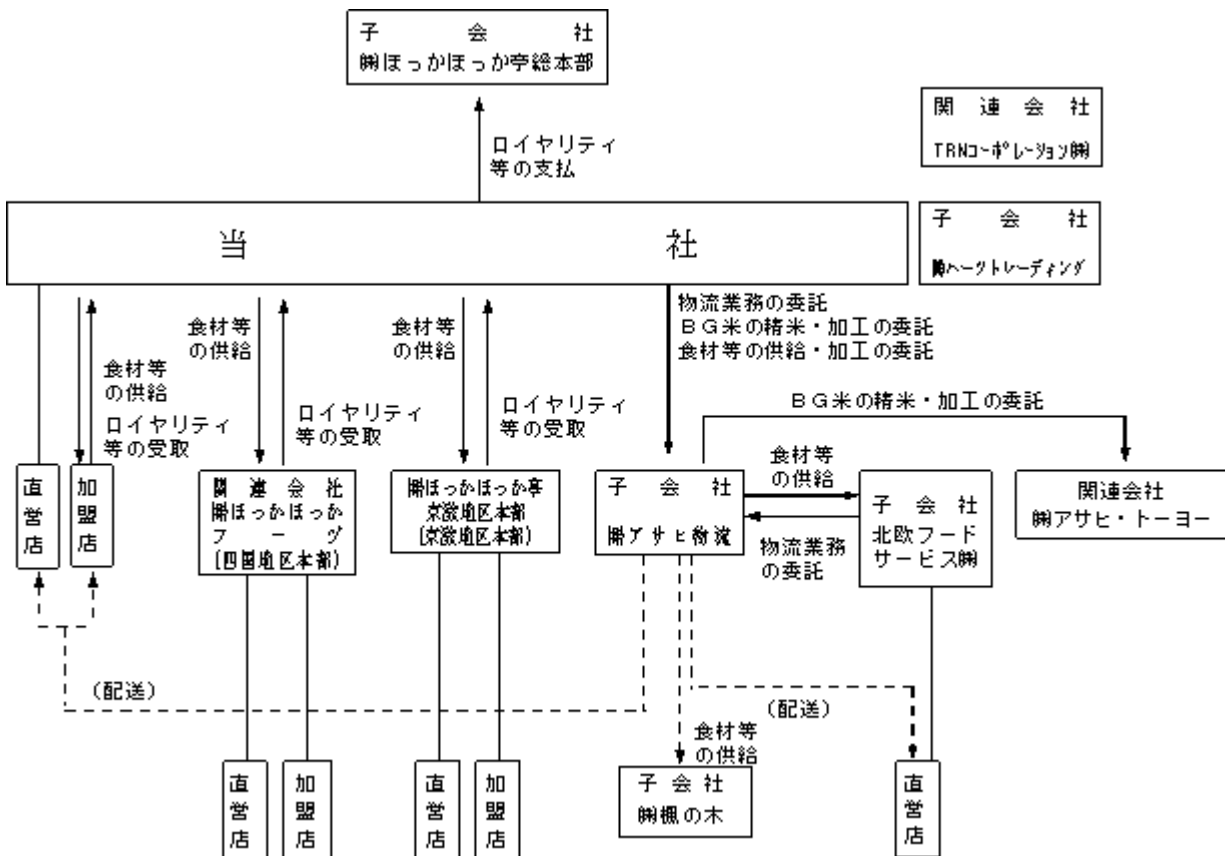 子会社
㈱ほっかほっか亭総本部
関連会社
TRNコーポレーション㈱
ロイヤリティ
等の支払
当社
子会社
㈱ハーツトレーディング
食材等
の供給
ロイヤリティ
等の受取
食材等
の供給
ロイヤリティ
等の受取
食材等
の供給
ロイヤリティ
等の受取
物流業務の委託
BG米の精米・加工の委託
食材等の供給・加工の委託
BG米の精米・加工の委託
直営店
加盟店
関連会社
㈱ほっかほっか
フーヅ
(四国地区本部)
㈱ほっかほっか亭
京滋地区本部
(京滋地区本部)
子会社
㈱アサヒ物流
食材等
の供給
物流業務
の委託
子会社
北欧フード
サービス㈱
関連会社
㈱アサヒ・トーヨー
(配送)
(配送)
食材等
の供給
直営店
加盟店
直営店
加盟店
子会社
㈱楓の木
直営店